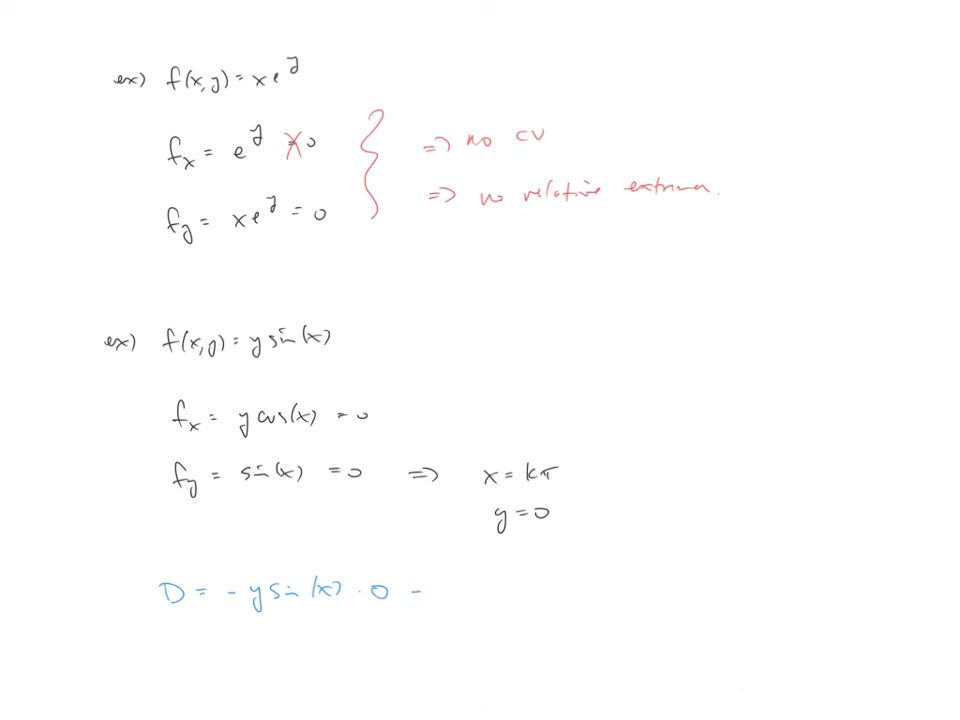 ex) f(x,y) = xe^y
f_x = e^y ≠ 0 => no cv
=> no relative extrema.
f_y = xe^y = 0
ex) f(x,y) = y sin(x)
f_x = y cos(x) = 0
f_y = sin(x) = 0 => x = kπ
y = 0
D = - y sin(x) · 0 -